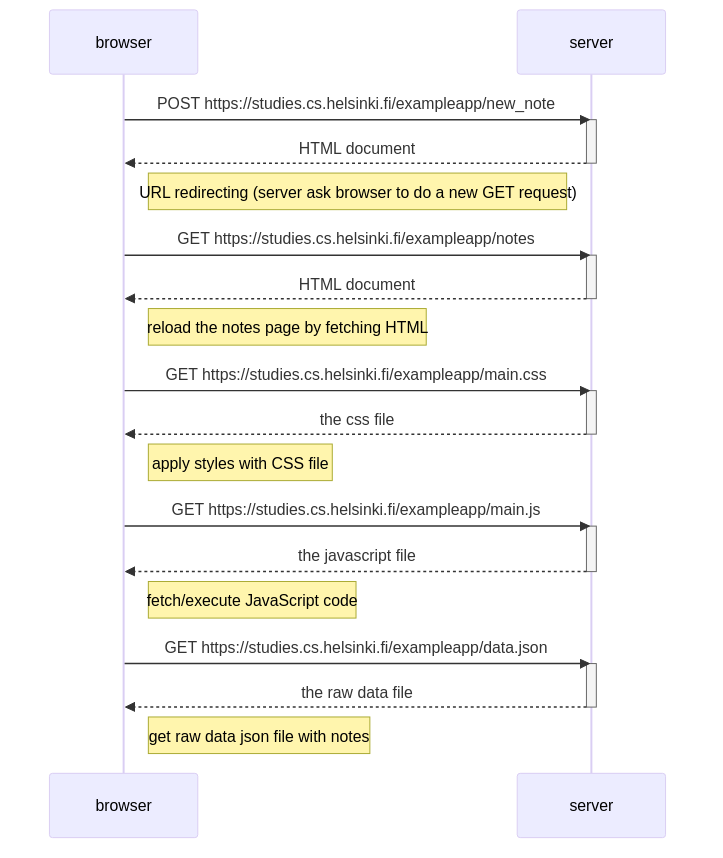 browser
server
POST https://studies.cs.helsinki.fi/exampleapp/new_note
HTML document
URL redirecting (server ask browser to do a new GET request)
GET https://studies.cs.helsinki.fi/exampleapp/notes
HTML document
reload the notes page by fetching HTML
GET https://studies.cs.helsinki.fi/exampleapp/main.css
the css file
apply styles with CSS file
GET https://studies.cs.helsinki.fi/exampleapp/main.js
the javascript file
fetch/execute JavaScript code
GET https://studies.cs.helsinki.fi/exampleapp/data.json
the raw data file
get raw data json file with notes
browser
server